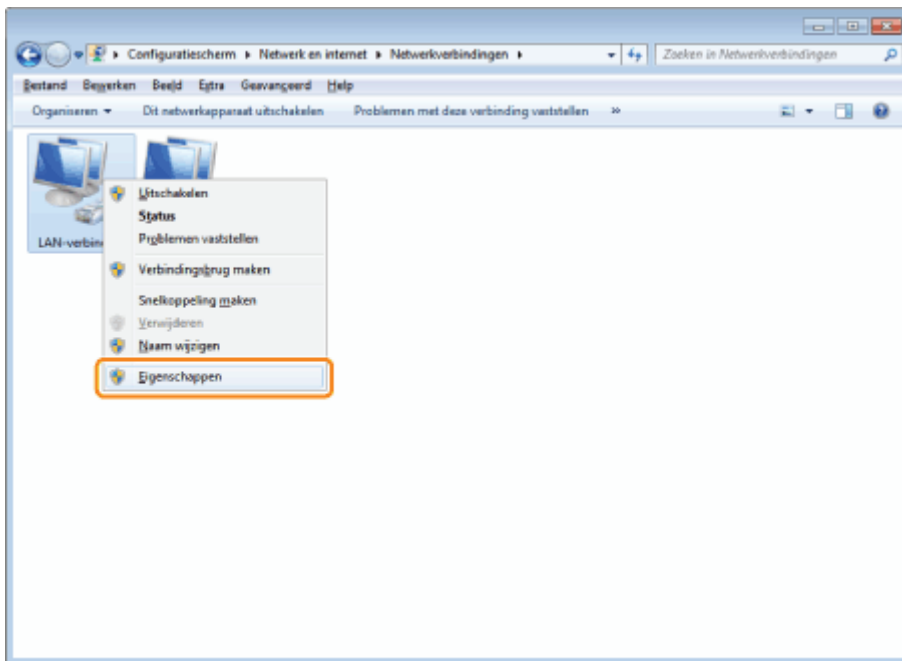 Configuratiescherm ▸ Netwerk en internet ▸ Netwerkverbindingen ▸
Zoeken in Netwerkverbindingen
Bestand Bewerken Beeld Extra Geavanceerd Help
Organiseren Dit netwerkapparaat uitschakelen Problemen met deze verbinding vaststellen »
Uitschakelen
Status
Problemen vaststellen
Verbindingsbrug maken
Snelkoppeling maken
Verwijderen
Naam wijzigen
Eigenschappen
LAN-verbin